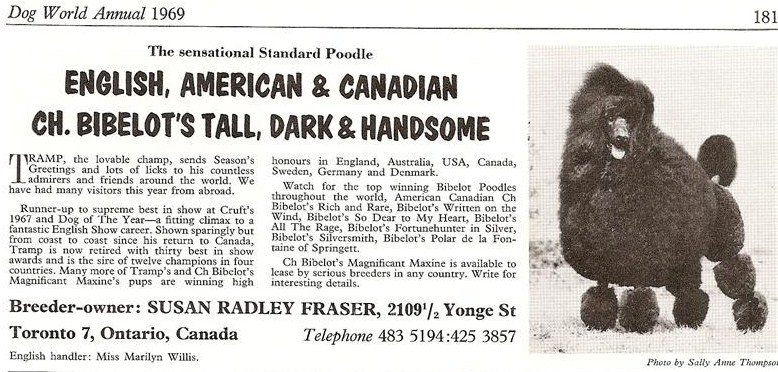 Dog World Annual 1969
181
The sensational Standard Poodle
ENGLISH, AMERICAN & CANADIAN
CH. BIBELOT'S TALL, DARK & HANDSOME
TRAMP, the lovable champ, sends Season's
Greetings and lots of licks to his countless
admirers and friends around the world. We
have had many visitors this year from abroad.
Runner-up to supreme best in show at Cruft's
1967 and Dog of The Year—a fitting climax to a
fantastic English Show career. Shown sparingly but
from coast to coast since his return to Canada,
Tramp is now retired with thirty best in show
awards and is the sire of twelve champions in four
countries. Many more of Tramp's and Ch Bibelot's
Magnificant Maxine's pups are winning high
honours in England, Australia, USA, Canada,
Sweden, Germany and Denmark.
Watch for the top winning Bibelot Poodles
throughout the world, American Canadian Ch
Bibelot's Rich and Rare, Bibelot's Written on the
Wind, Bibelot's So Dear to My Heart, Bibelot's
All The Rage, Bibelot's Fortunehunter in Silver,
Bibelot's Silversmith, Bibelot's Polar de la Fon-
taine of Springett.
Ch Bibelot's Magnificant Maxine is available to
lease by serious breeders in any country. Write for
interesting details.
Breeder-owner: SUSAN RADLEY FRASER, 2109½ Yonge St
Toronto 7, Ontario, Canada
Telephone 483 5194:425 3857
English handler: Miss Marilyn Willis.
Photo by Sally Anne Thompson